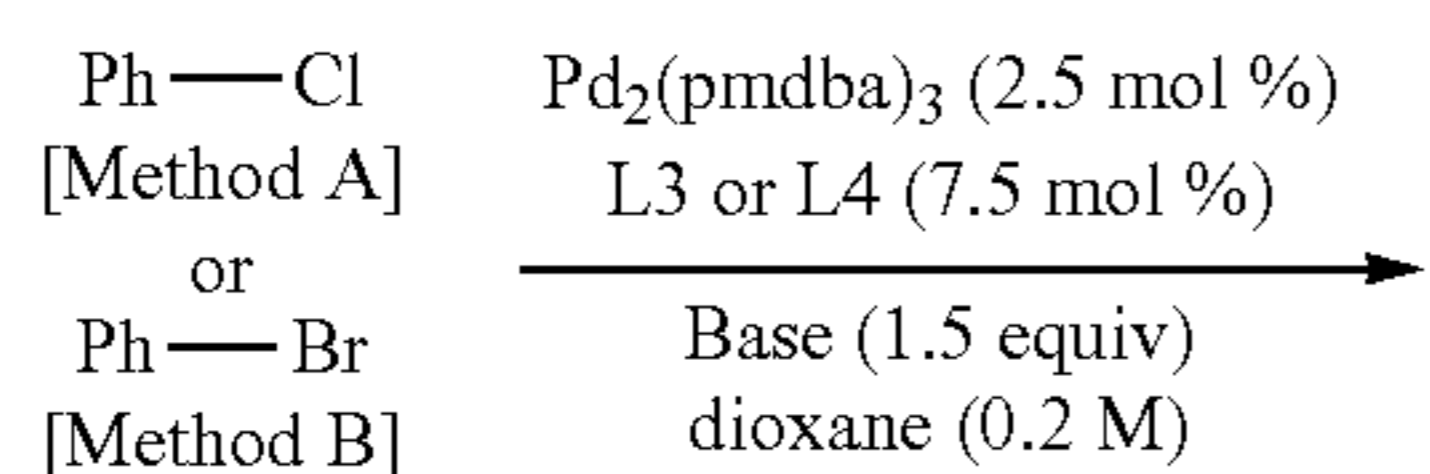 Ph—Cl
[Method A]
or
Ph—Br
[Method B]
Pd₂(pmdba)₃ (2.5 mol %)
L3 or L4 (7.5 mol %)
Base (1.5 equiv)
dioxane (0.2 M)